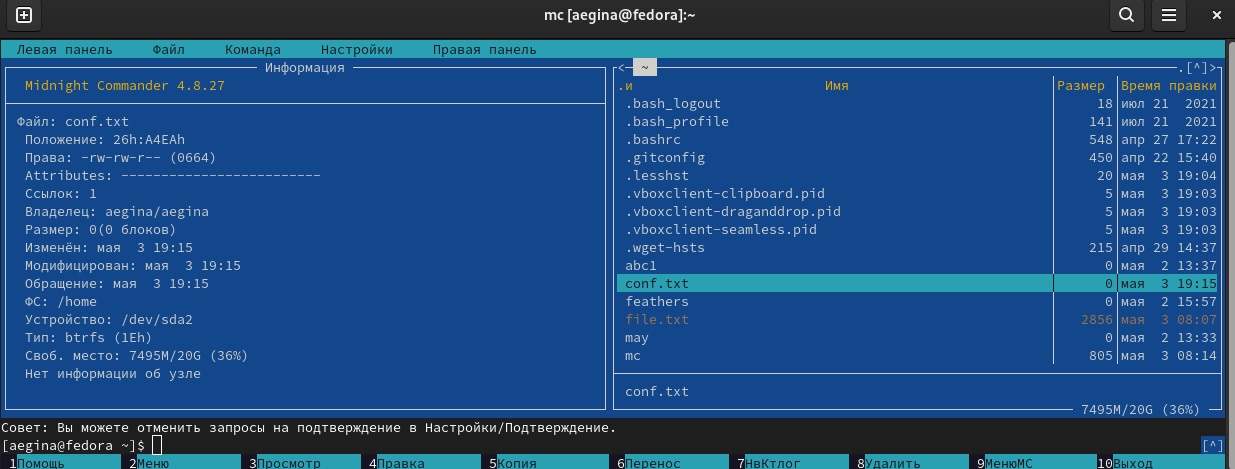 mc [aegina@fedora]:~
Левая панель Файл Команда Настройки Правая панель
Информация
Midnight Commander 4.8.27
Файл: conf.txt
Положение: 26h:A4EAh
Права: -rw-rw-r-- (0664)
Attributes: -------------------------
Ссылок: 1
Владелец: aegina/aegina
Размер: 0(0 блоков)
Изменён: мая  3 19:15
Модифицирован: мая  3 19:15
Обращение: мая  3 19:15
ФС: /home
Устройство: /dev/sda2
Тип: btrfs (1Eh)
Своб. место: 7495M/20G (36%)
Нет информации об узле
<- ~ .[^]>
.и Имя Размер Время правки
.bash_logout 18 июл 21  2021
.bash_profile 141 июл 21  2021
.bashrc 548 апр 27 17:22
.gitconfig 450 апр 22 15:40
.lesshst 20 мая  3 19:04
.vboxclient-clipboard.pid 5 мая  3 19:03
.vboxclient-draganddrop.pid 5 мая  3 19:03
.vboxclient-seamless.pid 5 мая  3 19:03
.wget-hsts 215 апр 29 14:37
abc1 0 мая  2 13:37
conf.txt 0 мая  3 19:15
feathers 0 мая  2 15:57
file.txt 2856 мая  3 08:07
may 0 мая  2 13:33
mc 805 мая  3 08:14
conf.txt
7495M/20G (36%)
Совет: Вы можете отменить запросы на подтверждение в Настройки/Подтверждение.
[aegina@fedora ~]$ [^]
1Помощь 2Меню 3Просмотр 4Правка 5Копия 6Перенос 7НвКтлог 8Удалить 9МенюМС 10Выход